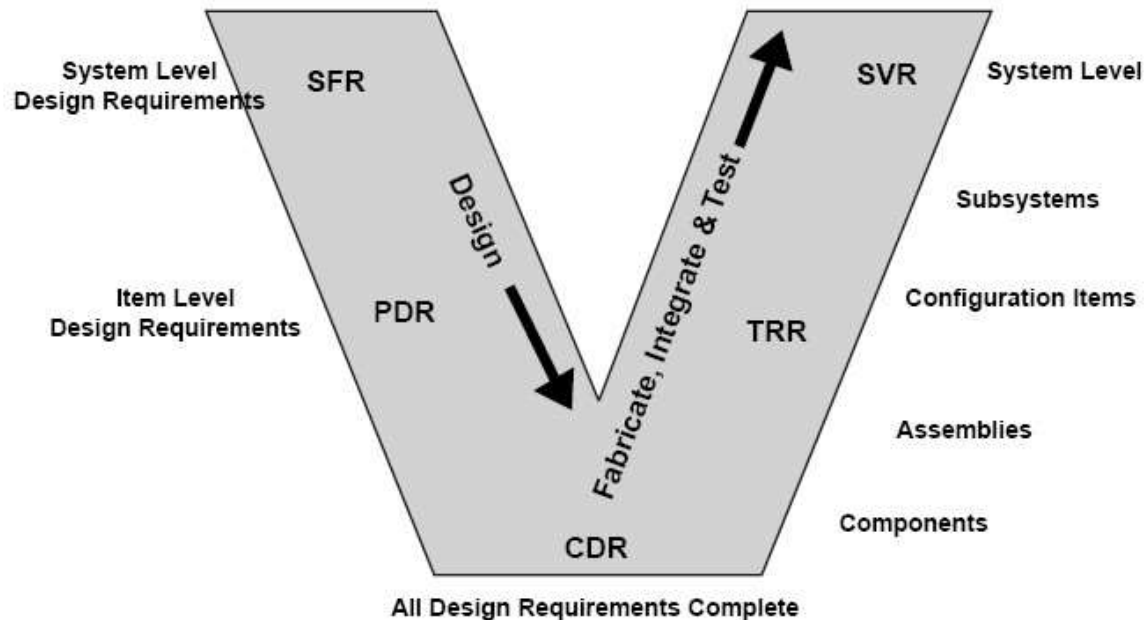 System Level
Design Requirements
SFR
SVR
System Level
Design
Fabricate, Integrate & Test
Subsystems
Item Level
Design Requirements
PDR
TRR
Configuration Items
Assemblies
Components
CDR
All Design Requirements Complete